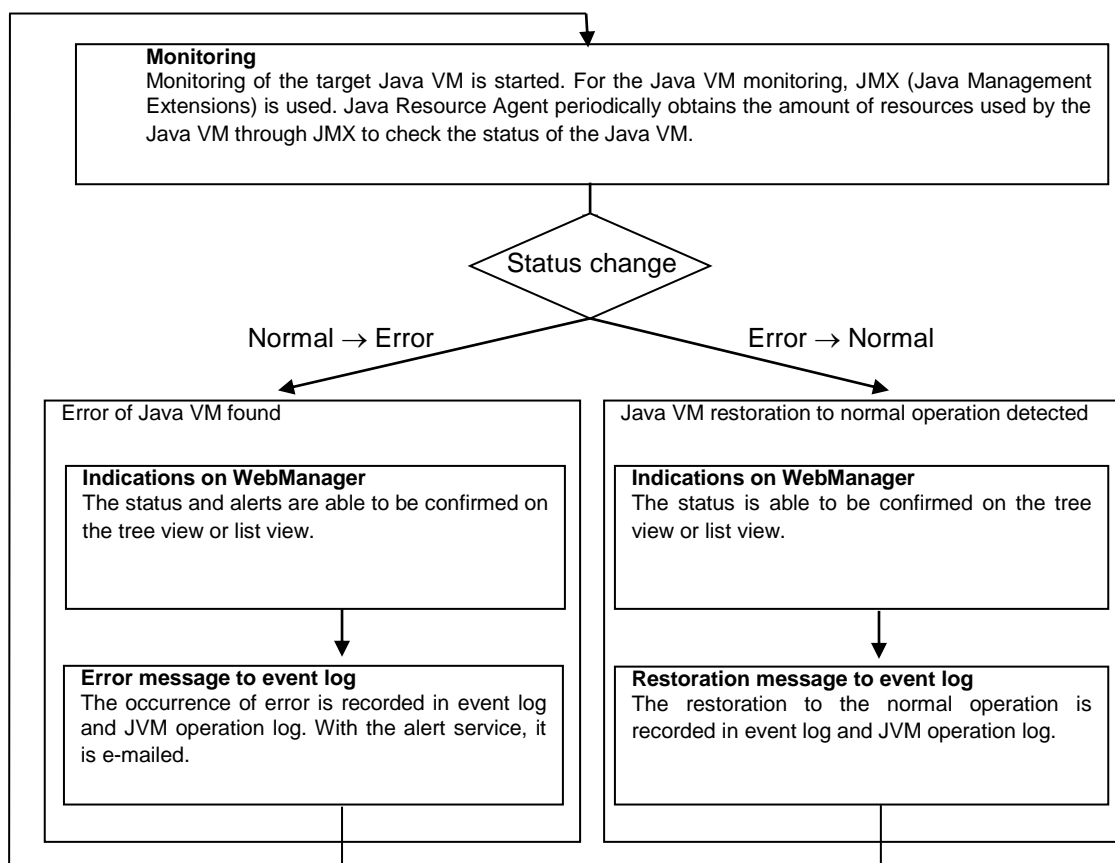 Monitoring
Monitoring of the target Java VM is started. For the Java VM monitoring, JMX (Java Management
Extensions) is used. Java Resource Agent periodically obtains the amount of resources used by the
Java VM through JMX to check the status of the Java VM.
Status change
Normal → Error
Error → Normal
Error of Java VM found
Indications on WebManager
The status and alerts are able to be confirmed on
the tree view or list view.
Error message to event log
The occurrence of error is recorded in event log
and JVM operation log. With the alert service, it
is e-mailed.
Java VM restoration to normal operation detected
Indications on WebManager
The status is able to be confirmed on the tree
view or list view.
Restoration message to event log
The restoration to the normal operation is
recorded in event log and JVM operation log.